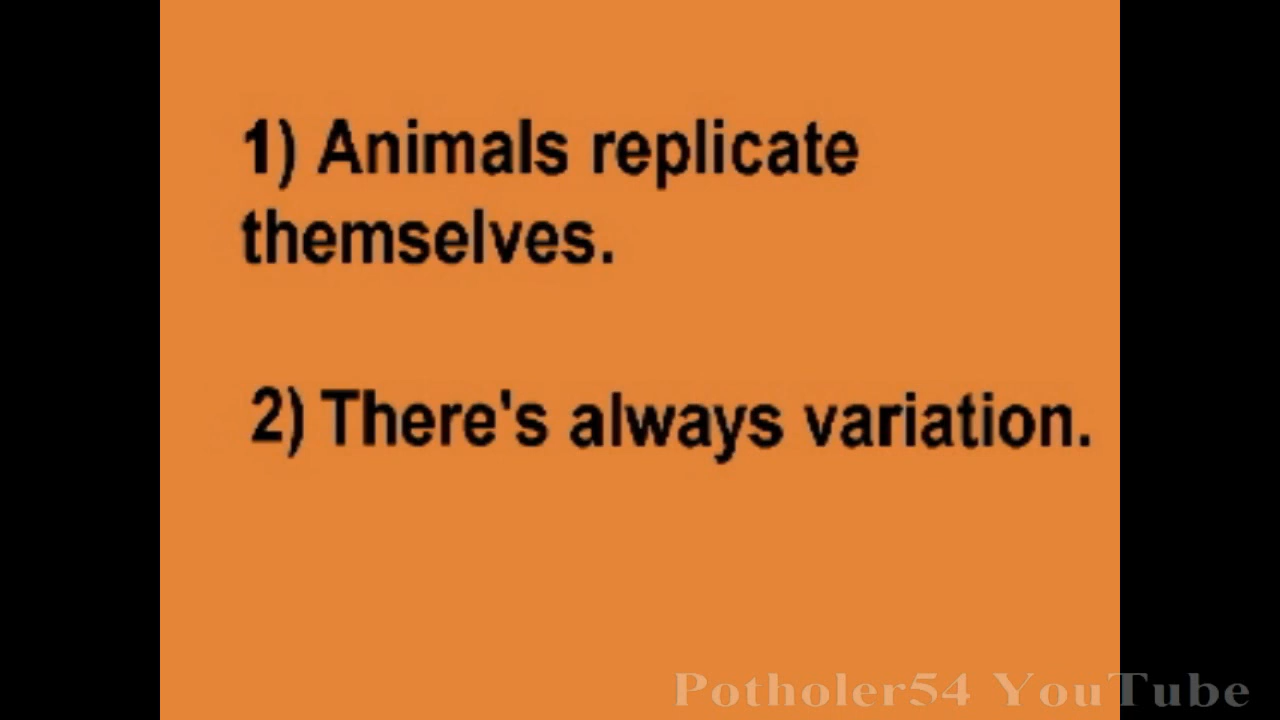 1) Animals replicate
themselves.
2) There's always variation.
Potholer54 YouTube